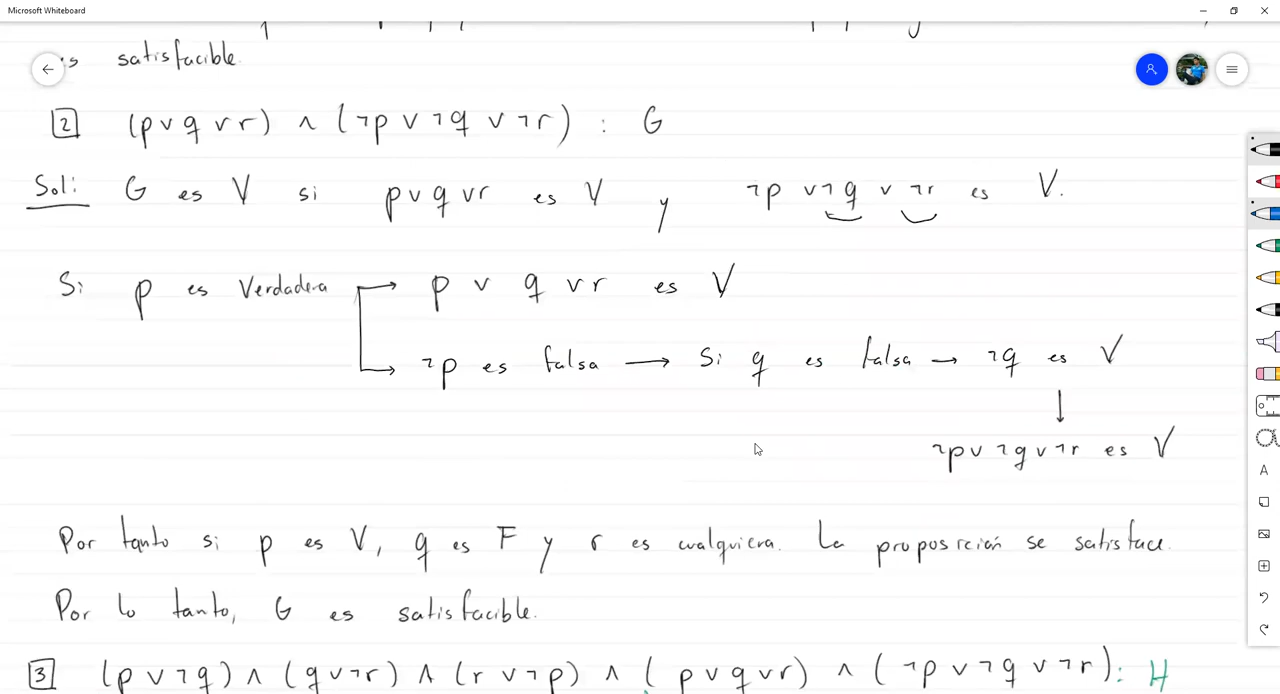 Microsoft Whiteboard
es satisfacible.
2 (p v q v r) ∧ (¬p v ¬q v ¬r) : G
Sol: G es V si p v q v r es V y ¬p v ¬q v ¬r es V.
Si p es Verdadera → p v q v r es V
→ ¬p es falsa → Si q es falsa → ¬q es V
↓
¬p v ¬q v ¬r es V
Por tanto si p es V, q es F y r es cualquiera. La proposición se satisface.
Por lo tanto, G es satisfacible.
3 (p v ¬q) ∧ (q v ¬r) ∧ (r v ¬p) ∧ (p v q v r) ∧ (¬p v ¬q v ¬r) : H
A